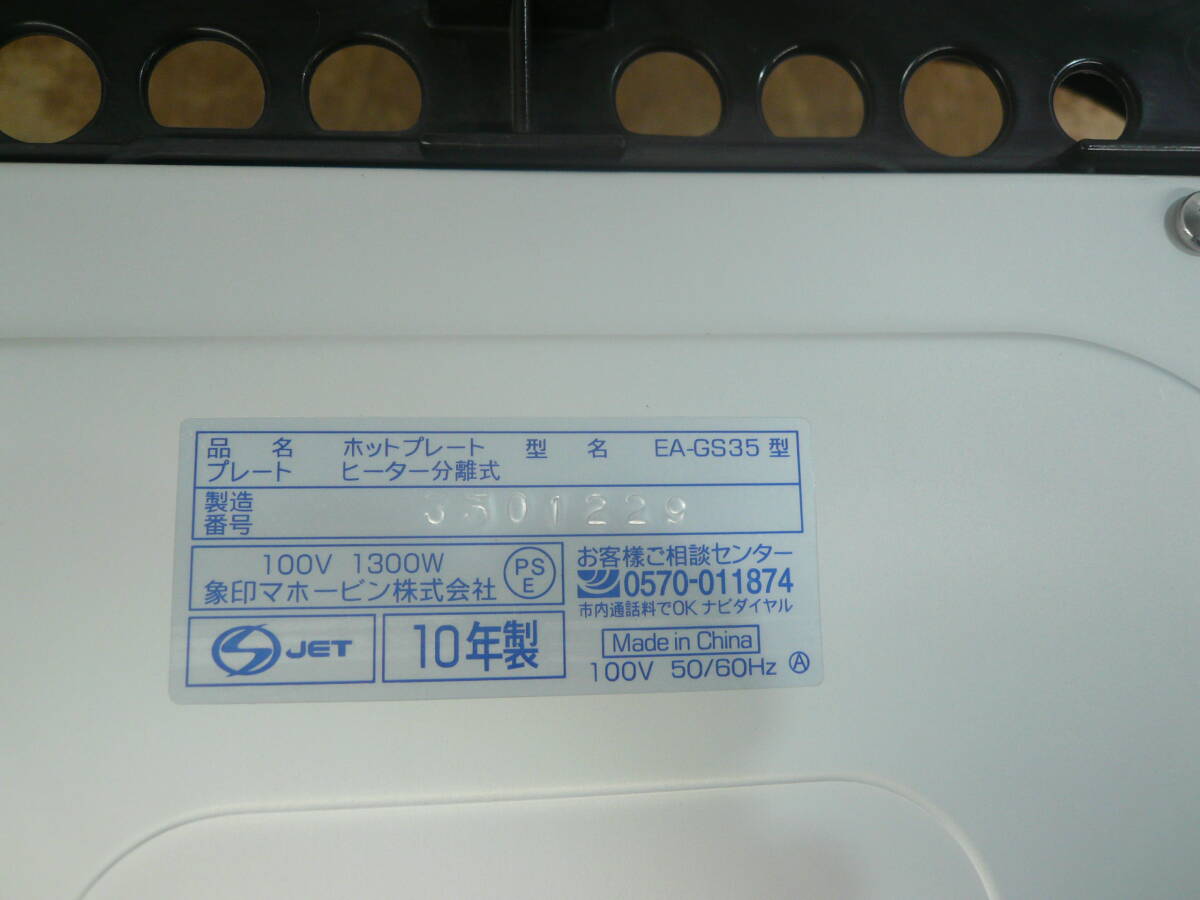 品名 ホットプレート 型名 EA-GS35型
プレート ヒーター分離式
製造番号 3501229
100V 1300W
象印マホービン株式会社
PS
E
JET
10年製
お客様ご相談センター
0570-011874
市内通話料でOK ナビダイヤル
Made in China
100V 50/60Hz Ⓐ